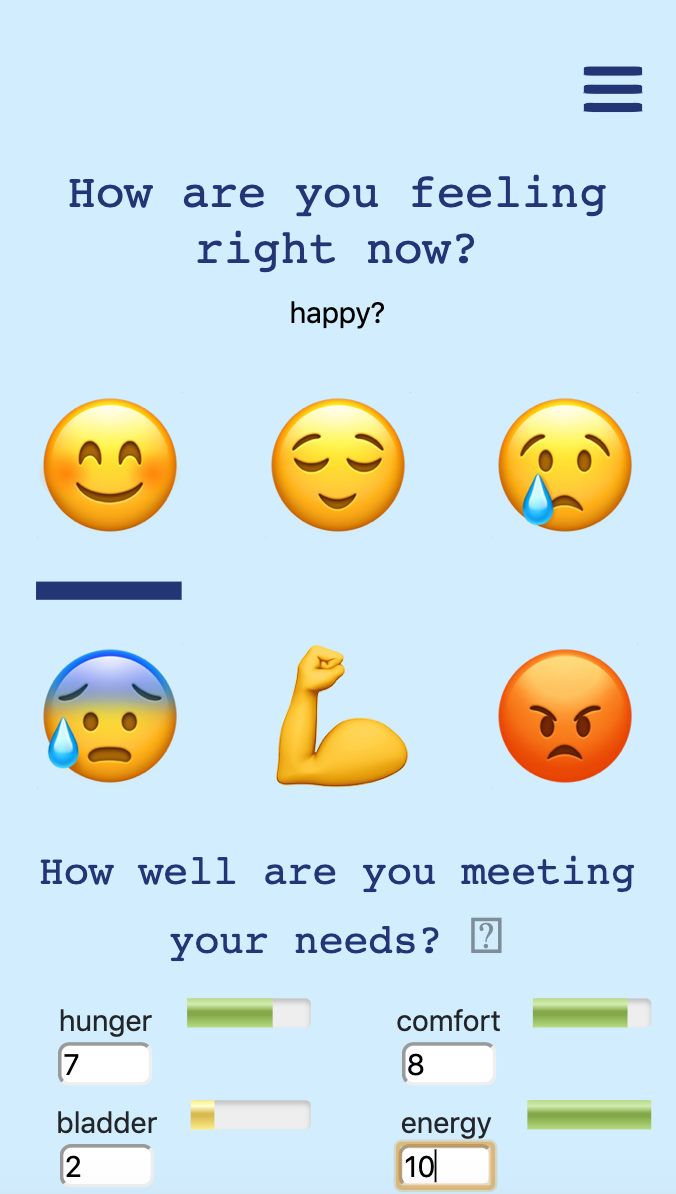 How are you feeling
right now?
happy?
How well are you meeting
your needs? ?
hunger
comfort
7
8
bladder
energy
2
10